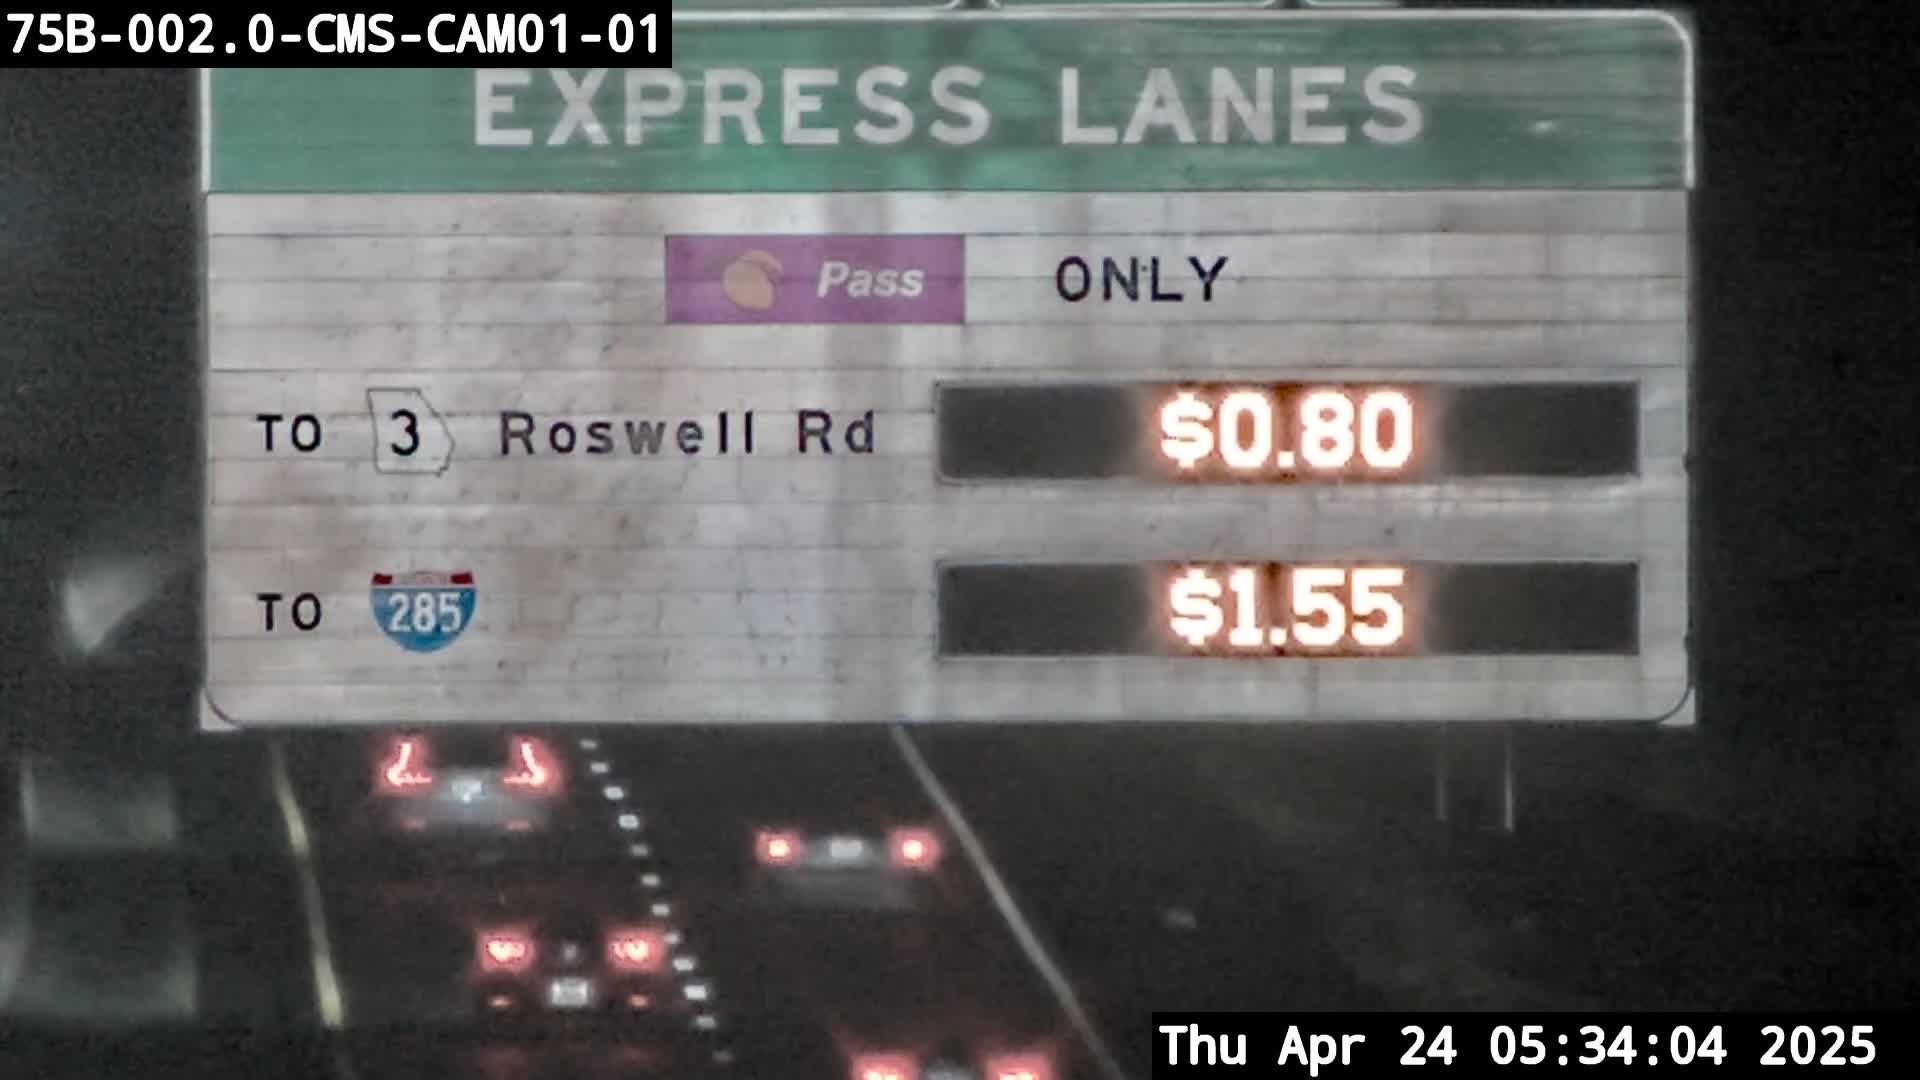 75B-002.0-CMS-CAM01-01
EXPRESS LANES
Pass ONLY
TO 3 Roswell Rd $0.80
TO 285 $1.55
Thu Apr 24 05:34:04 2025